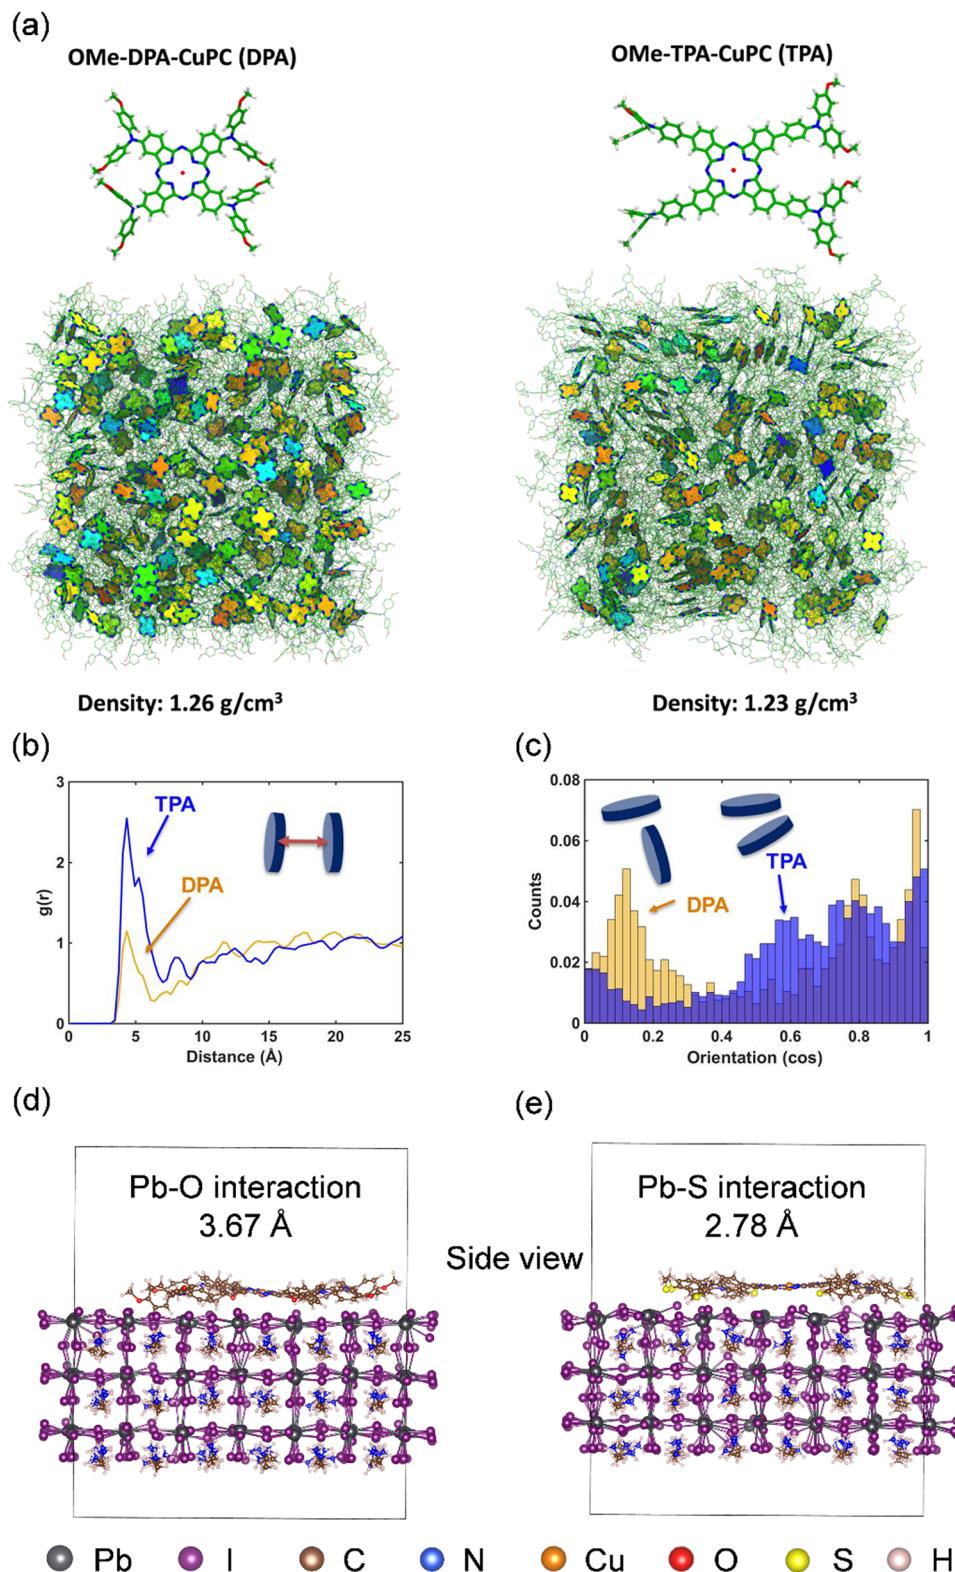 (a)
OMe-DPA-CuPC (DPA)
OMe-TPA-CuPC (TPA)
Density: 1.26 g/cm³
Density: 1.23 g/cm³
(b)
3
2
1
0
g(r)
TPA
DPA
0 5 10 15 20 25
Distance (Å)
(c)
0.08
0.06
0.04
0.02
0
Counts
TPA
DPA
0 0.2 0.4 0.6 0.8 1
Orientation (cos)
(d)
Pb-O interaction
3.67 Å
Side view
(e)
Pb-S interaction
2.78 Å
Pb I C N Cu O S H